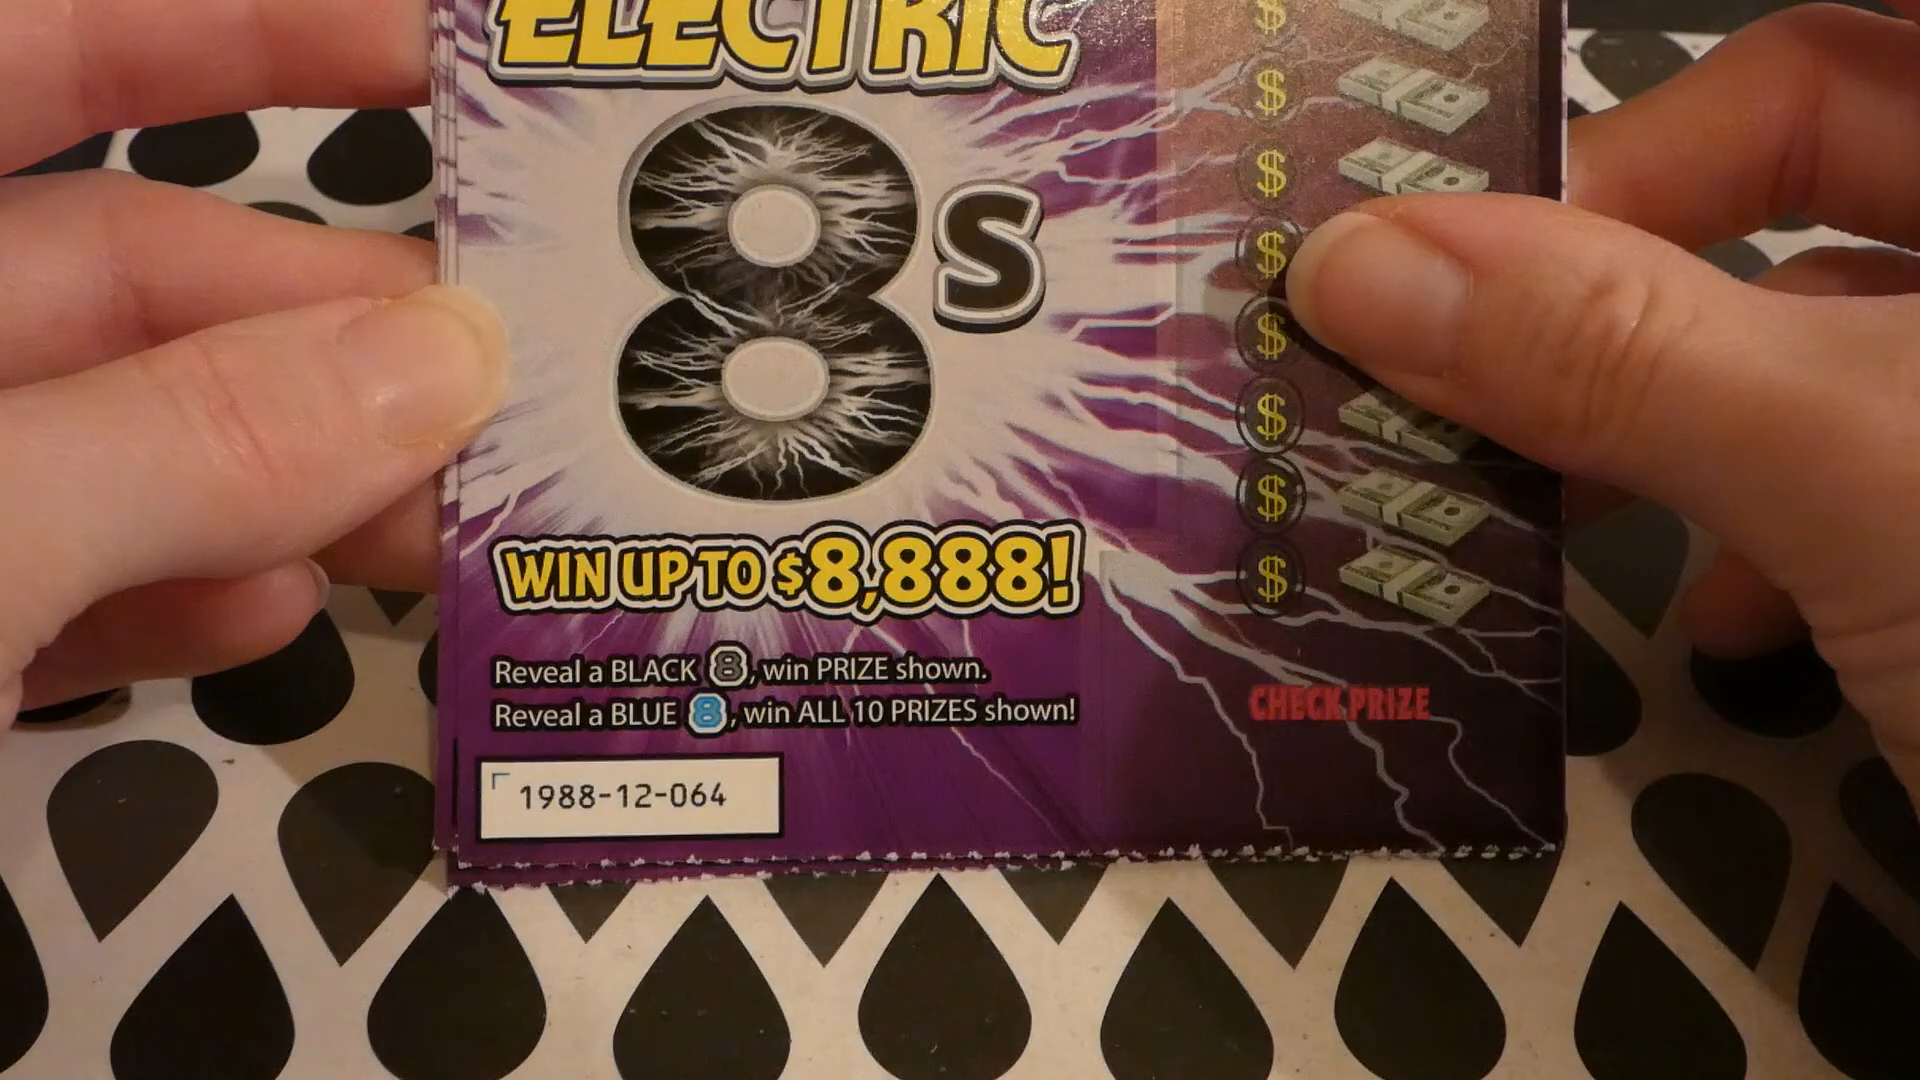 ELECTRIC
8s
WIN UP TO $8,888!
Reveal a BLACK 8, win PRIZE shown.
Reveal a BLUE 8, win ALL 10 PRIZES shown!
1988-12-064
$
$
$
$
$
$
$
$
CHECK PRIZE